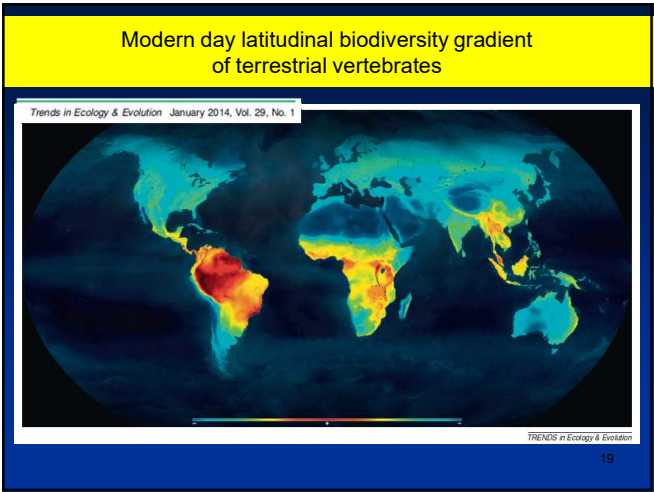 Modern day latitudinal biodiversity gradient
of terrestrial vertebrates
Trends in Ecology & Evolution January 2014, Vol. 29, No. 1
TRENDS in Ecology & Evolution
19